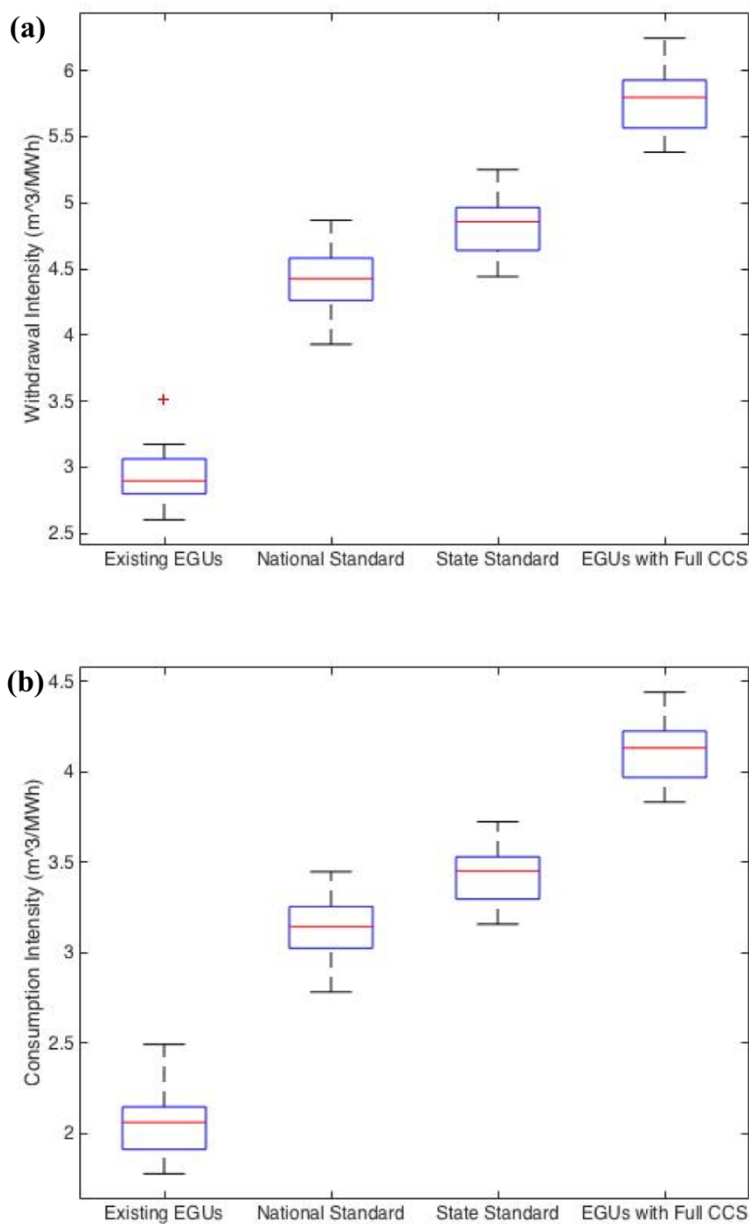 (a)
Withdrawal Intensity (m^3/MWh)
6
5.5
5
4.5
4
3.5
3
2.5
Existing EGUs National Standard State Standard EGUs with Full CCS
(b)
Consumption Intensity (m^3/MWh)
4.5
4
3.5
3
2.5
2
Existing EGUs National Standard State Standard EGUs with Full CCS